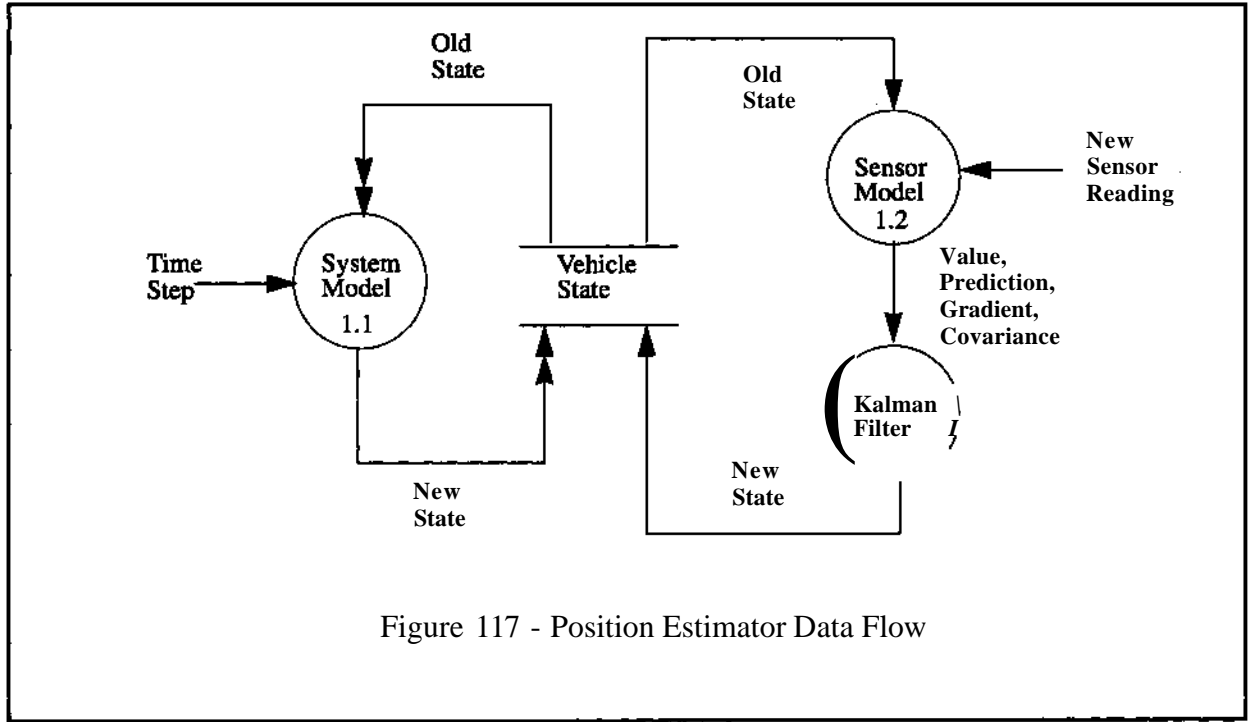 Old
State
Old
State
New
Sensor
Reading
Sensor
Model
1.2
Time
Step
System
Model
1.1
Vehicle
State
Value,
Prediction,
Gradient,
Covariance
Kalman
Filter
New
State
New
State
Figure 117 - Position Estimator Data Flow